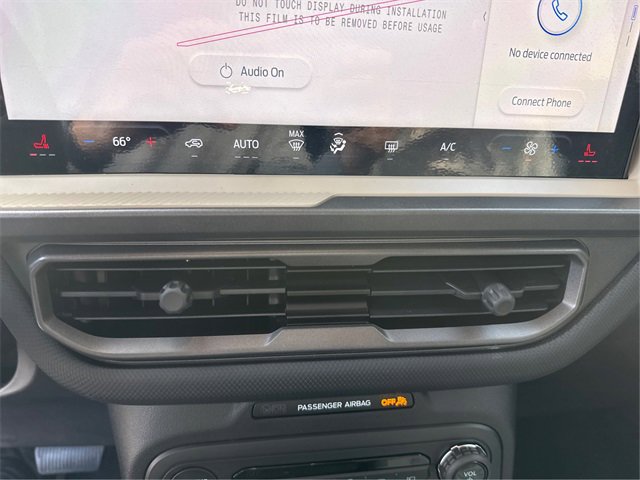 DO NOT TOUCH DISPLAY DURING INSTALLATION
THIS FILM IS TO BE REMOVED BEFORE USAGE
No device connected
Audio On
Connect Phone
MAX
66°
AUTO
A/C
PASSENGER AIRBAG
OFF
VOL